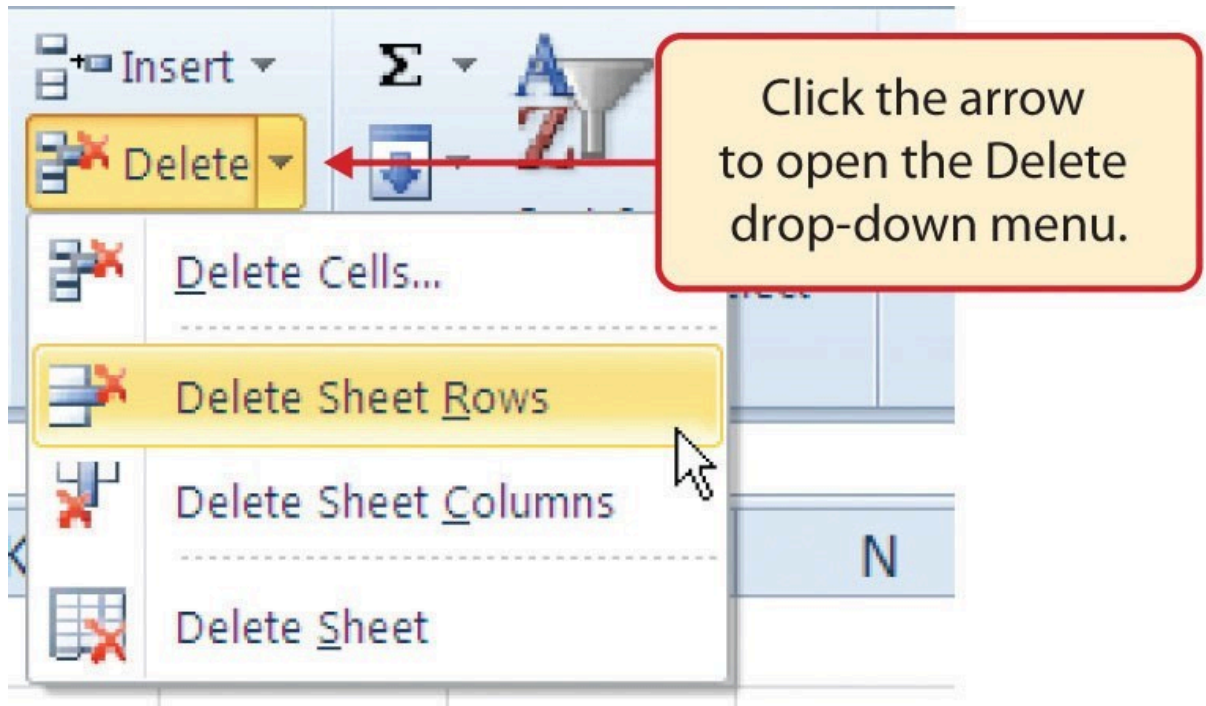 Insert
Σ
A
Z
Delete
Click the arrow
to open the Delete
drop-down menu.
Delete Cells...
Delete Sheet Rows
Delete Sheet Columns
K
N
Delete Sheet